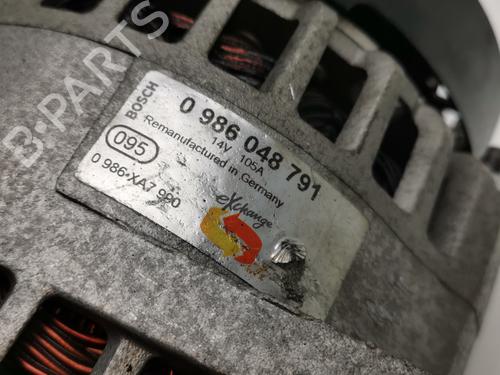 B-PARTS
BOSCH
0 986 048 791
14V 105A
Remanufactured in Germany
095
0 986-XA7 990
eXchange